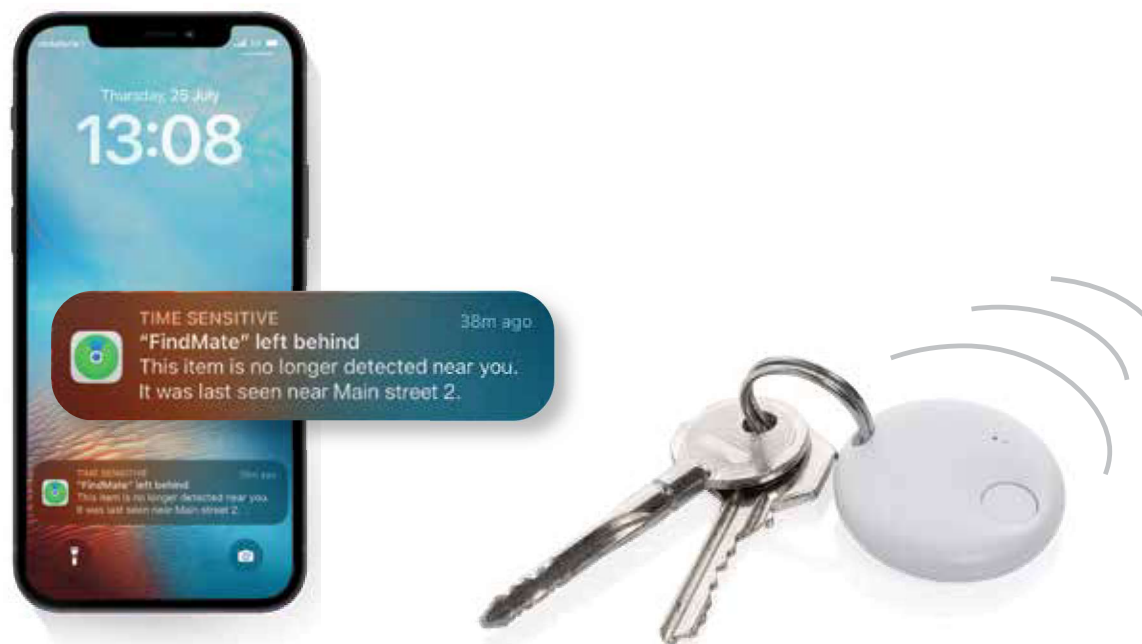 Thursday, 25 July
13:08
TIME SENSITIVE
38m ago
"FindMate" left behind
This item is no longer detected near you.
It was last seen near Main street 2.
TIME SENSITIVE
38m ago
"FindMate" left behind
This item is no longer detected near you.
It was last seen near Main street 2.